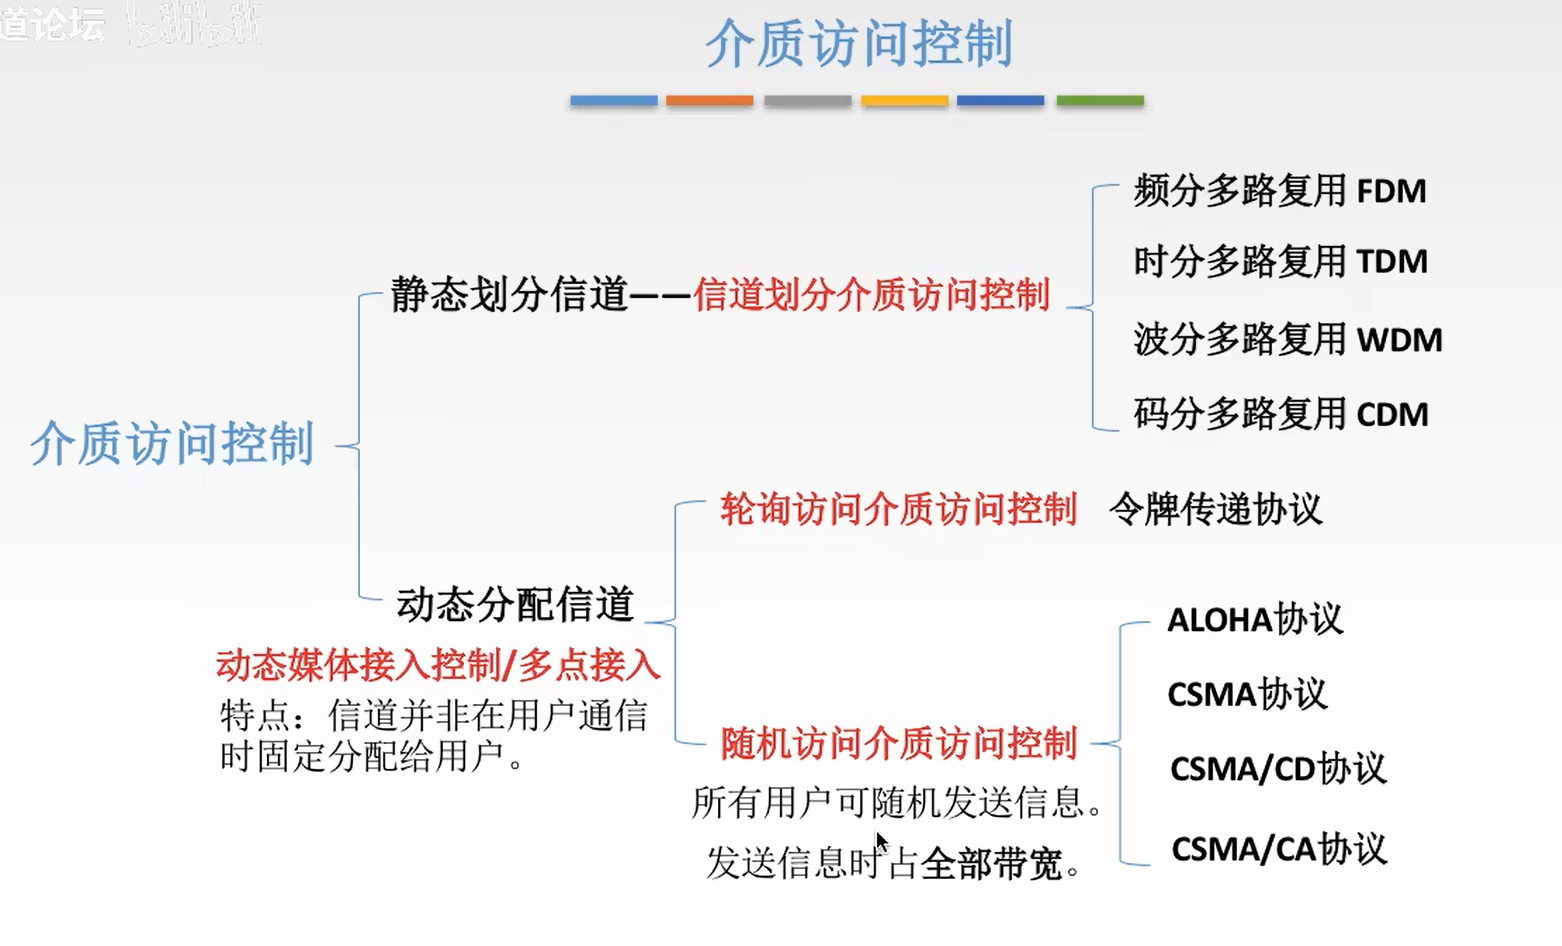 道论坛 bilibili
介质访问控制
频分多路复用 FDM
时分多路复用 TDM
静态划分信道——信道划分介质访问控制
波分多路复用 WDM
码分多路复用 CDM
介质访问控制
轮询访问介质访问控制 令牌传递协议
动态分配信道
ALOHA协议
动态媒体接入控制/多点接入
CSMA协议
特点：信道并非在用户通信
时固定分配给用户。
随机访问介质访问控制
CSMA/CD协议
所有用户可随机发送信息。
CSMA/CA协议
发送信息时占全部带宽。